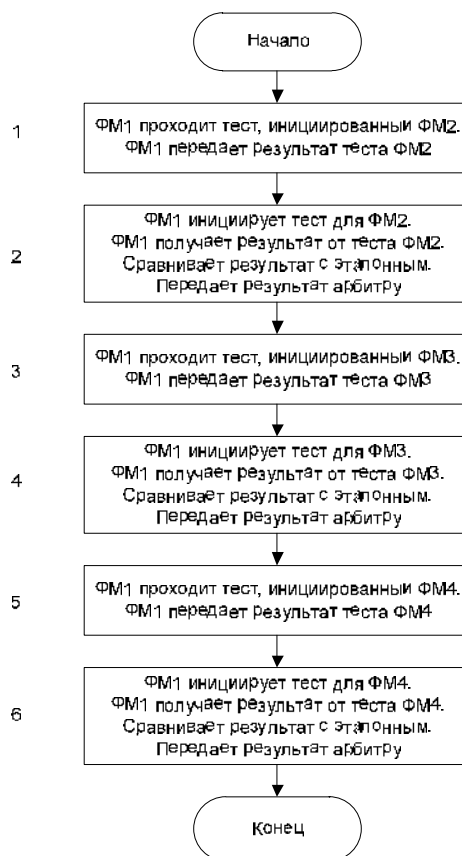 Начало
1
ФМ1 проходит тест, инициированный ФМ2.
ФМ1 передает результат теста ФМ2
2
ФМ1 инициирует тест для ФМ2.
ФМ1 получает результат от теста ФМ2.
Сравнивает результат с эталонным.
Передает результат арбитру
3
ФМ1 проходит тест, инициированный ФМ3.
ФМ1 передает результат теста ФМ3
4
ФМ1 инициирует тест для ФМ3.
ФМ1 получает результат от теста ФМ3.
Сравнивает результат с эталонным.
Передает результат арбитру
5
ФМ1 проходит тест, инициированный ФМ4.
ФМ1 передает результат теста ФМ4
6
ФМ1 инициирует тест для ФМ4.
ФМ1 получает результат от теста ФМ4.
Сравнивает результат с эталонным.
Передает результат арбитру
Конец